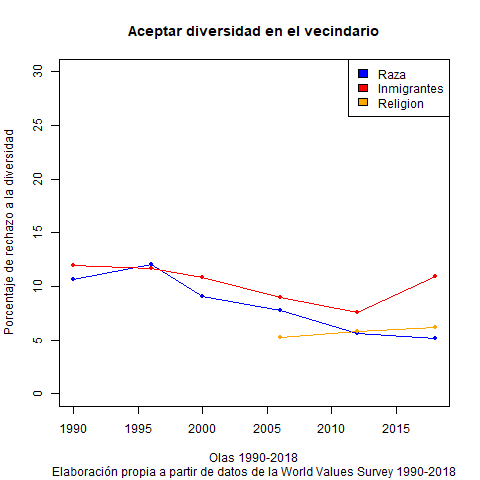 Aceptar diversidad en el vecindario
Raza
Inmigrantes
Religion
Porcentaje de rechazo a la diversidad
30
25
20
15
10
5
0
1990 1995 2000 2005 2010 2015
Olas 1990-2018
Elaboración propia a partir de datos de la World Values Survey 1990-2018